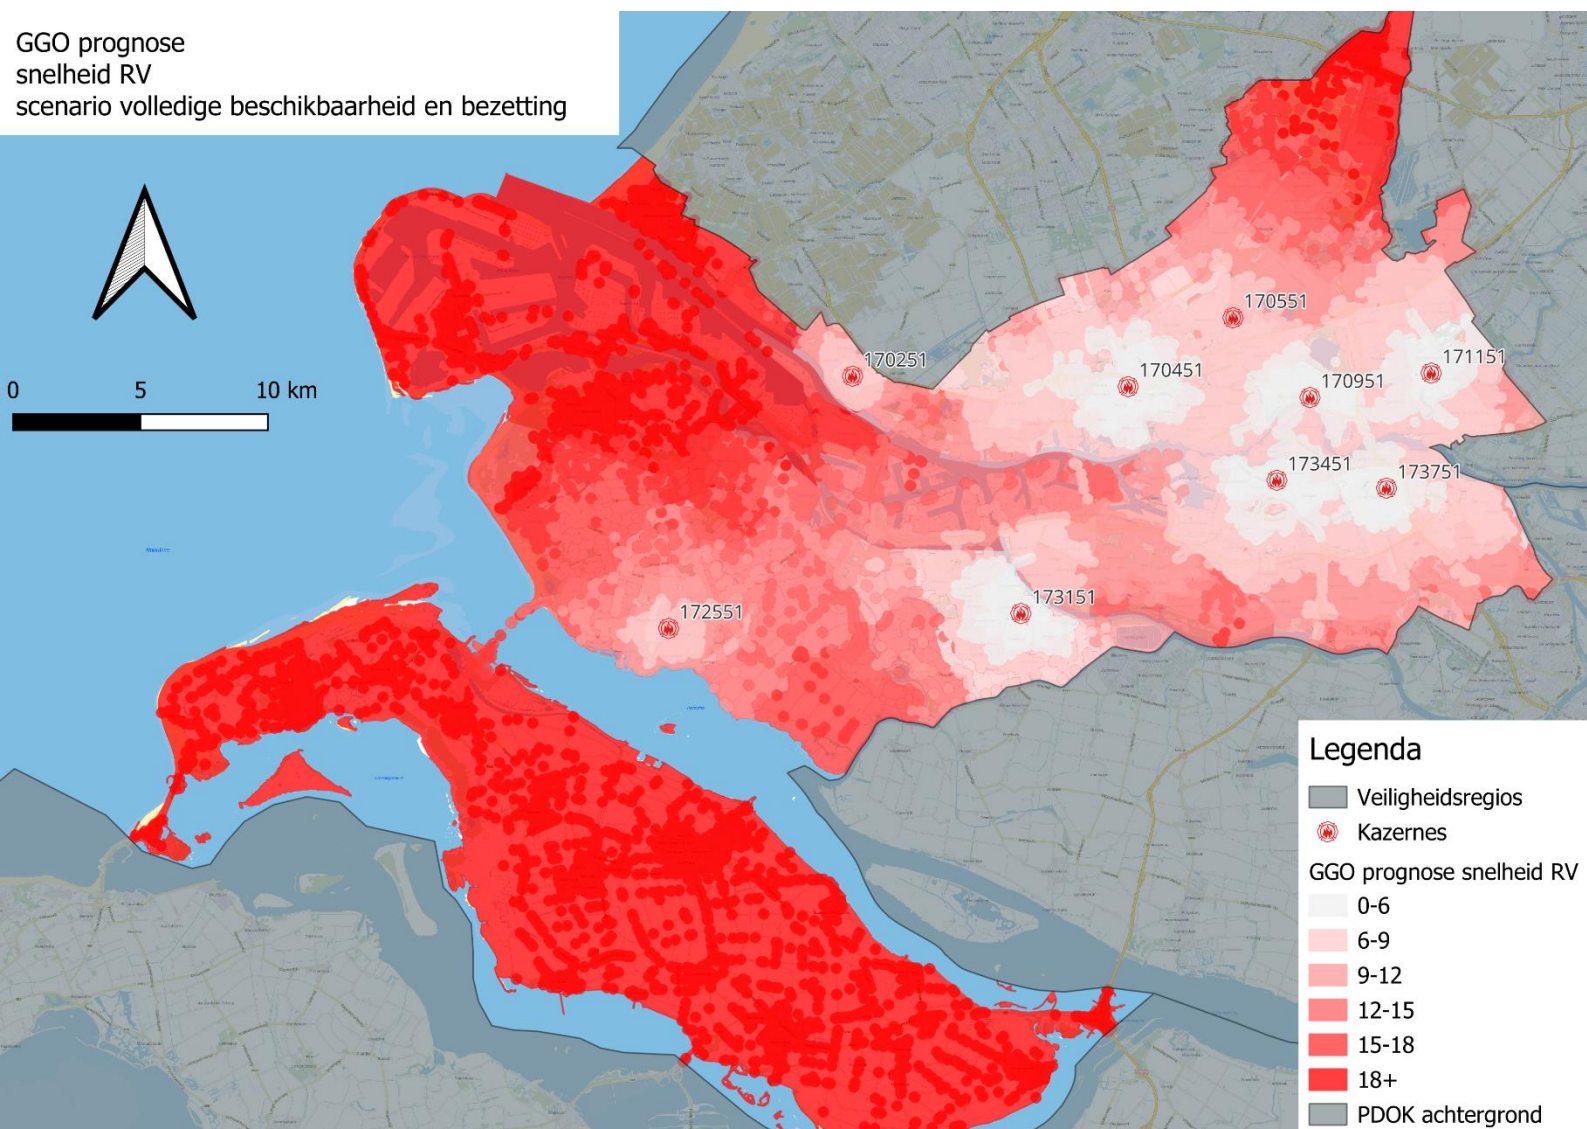 GGO prognose
snelheid RV
scenario volledige beschikbaarheid en bezetting
0 5 10 km
170551
170251
170451
170951
171151
173451
173751
172551
173151
Legenda
Veiligheidsregios
Kazernes
GGO prognose snelheid RV
0-6
6-9
9-12
12-15
15-18
18+
PDOK achtergrond